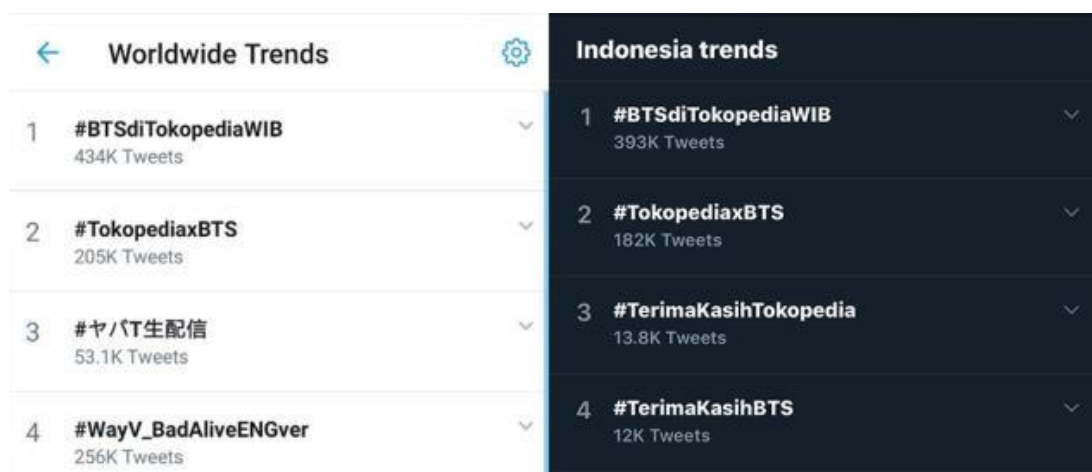 Worldwide Trends
1
#BTSdiTokopediaWIB
434K Tweets
2
#TokopediaxBTS
205K Tweets
3
#ヤバT生配信
53.1K Tweets
4
#WayV_BadAliveENGver
256K Tweets
Indonesia trends
1
#BTSdiTokopediaWIB
393K Tweets
2
#TokopediaxBTS
182K Tweets
3
#TerimaKasihTokopedia
13.8K Tweets
4
#TerimaKasihBTS
12K Tweets